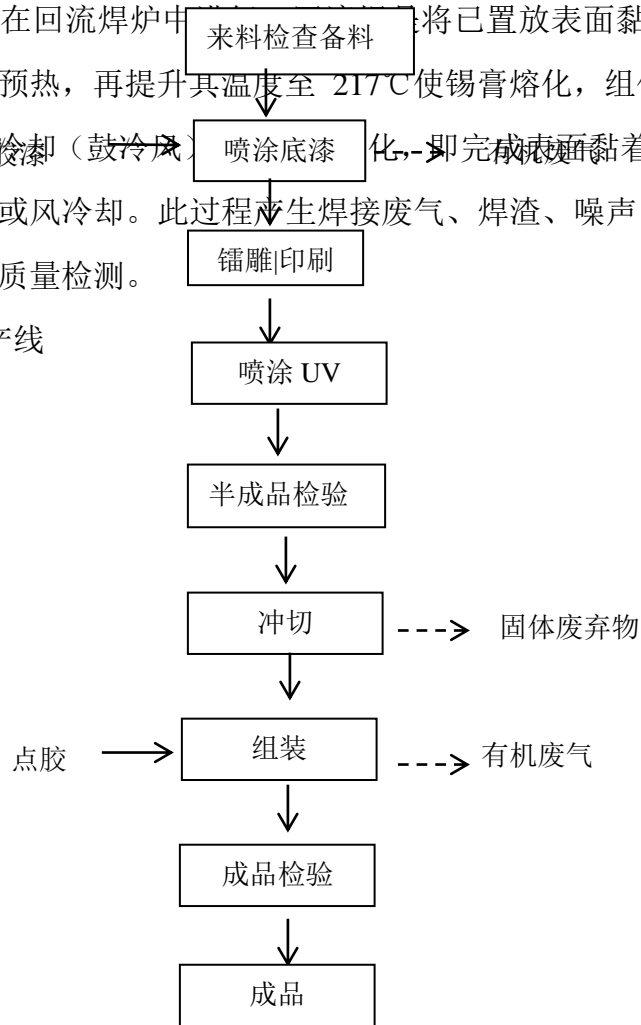 在回流焊炉中
将已置放表面黏
来料检查备料
预热，再提升其温度至 217℃使锡膏熔化，组
冷却（鼓冷风）
化，即完成表面黏着
喷涂底漆
有机废气
或风冷却。此过程产生焊接废气、焊渣、噪声
镭雕|印刷
质量检测。
产线
喷涂 UV
半成品检验
冲切
固体废弃物
点胶
组装
有机废气
成品检验
成品